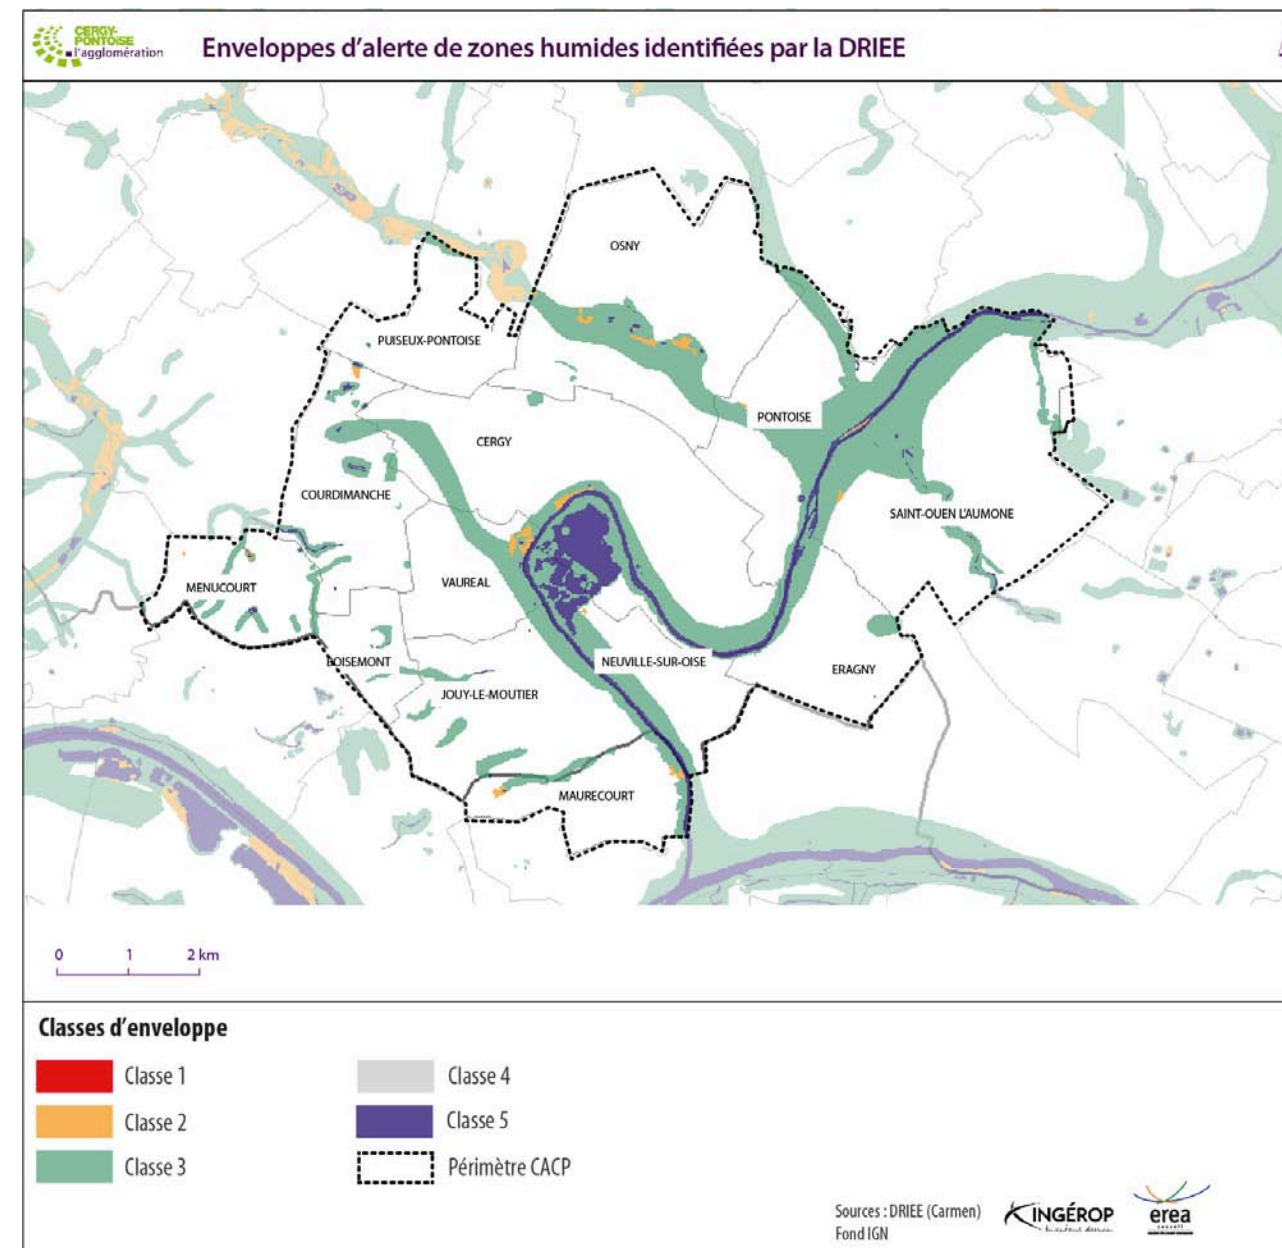 CERGY-
PONTOISE
l'agglomération
Enveloppes d'alerte de zones humides identifiées par la DRIEE
OSNY
PUISEUX-PONTOISE
PONTOISE
CERGY
COURDIMANCHE
SAINT-OUEN L'AUMONE
VAUREAL
MENUCOURT
BOISEMONT
NEUVILLE-SUR-OISE
ERAGNY
JOUY-LE-MOUTIER
MAURECOURT
0 1 2 km
Classes d'enveloppe
Classe 1
Classe 2
Classe 3
Classe 4
Classe 5
Périmètre CACP
Sources : DRIEE (Carmen)
Fond IGN
INGÉROP
erea
conseil